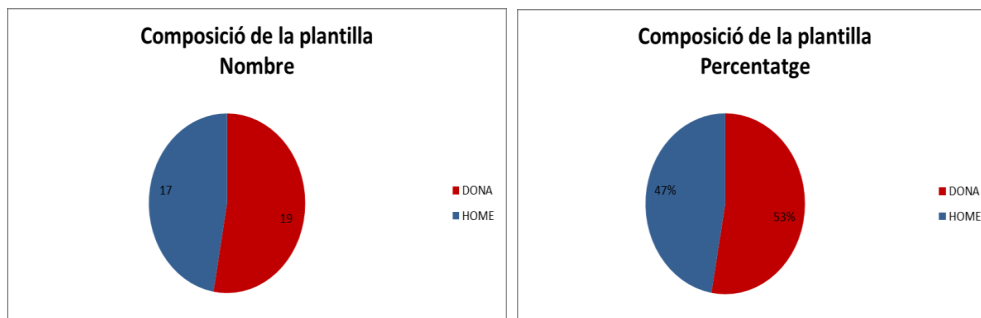 Composició de la plantilla
Nombre
17
19
DONA
HOME
Composició de la plantilla
Percentatge
47%
53%
DONA
HOME